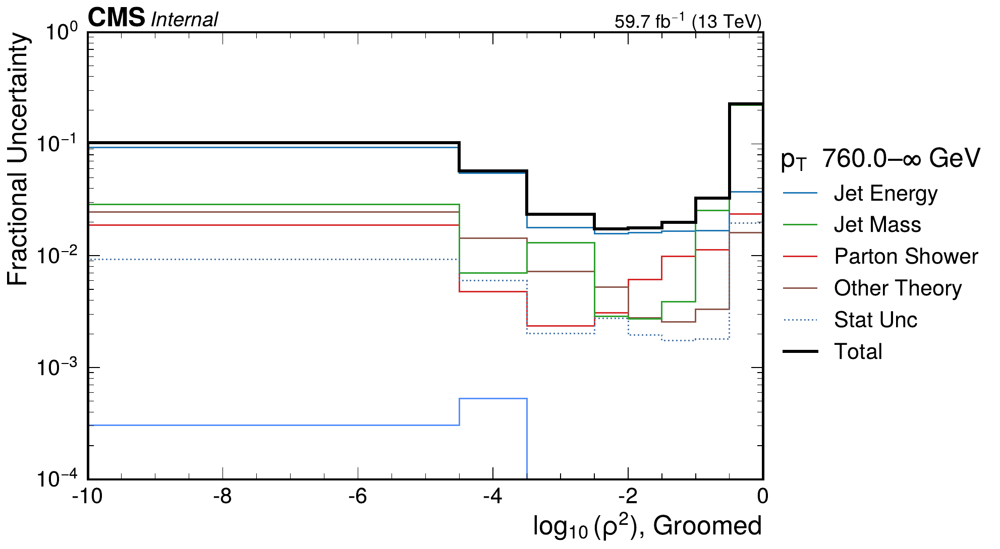 CMS Internal
59.7 fb⁻¹ (13 TeV)
Fractional Uncertainty
10⁰
10⁻¹
10⁻²
10⁻³
10⁻⁴
-10 -8 -6 -4 -2 0
log₁₀(ρ²), Groomed
p_T 760.0–∞ GeV
Jet Energy
Jet Mass
Parton Shower
Other Theory
Stat Unc
Total